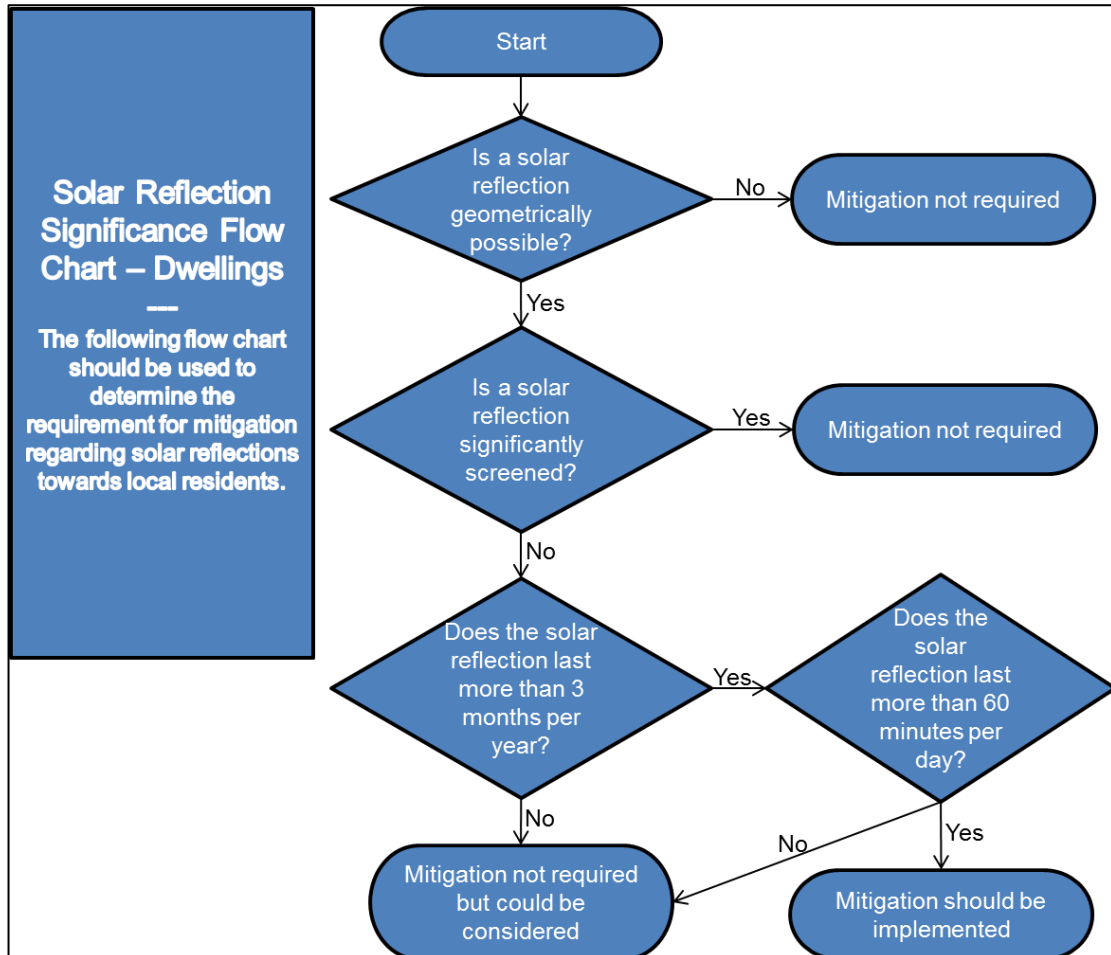 Solar Reflection
Significance Flow
Chart – Dwellings
---
The following flow chart
should be used to
determine the
requirement for mitigation
regarding solar reflections
towards local residents.
Start
Is a solar
reflection
geometrically
possible?
No
Mitigation not required
Yes
Is a solar
reflection
significantly
screened?
Yes
Mitigation not required
No
Does the solar
reflection last
more than 3
months per
year?
Yes
Does the
solar
reflection last
more than 60
minutes per
day?
No
No
Yes
Mitigation not required
but could be
considered
Mitigation should be
implemented